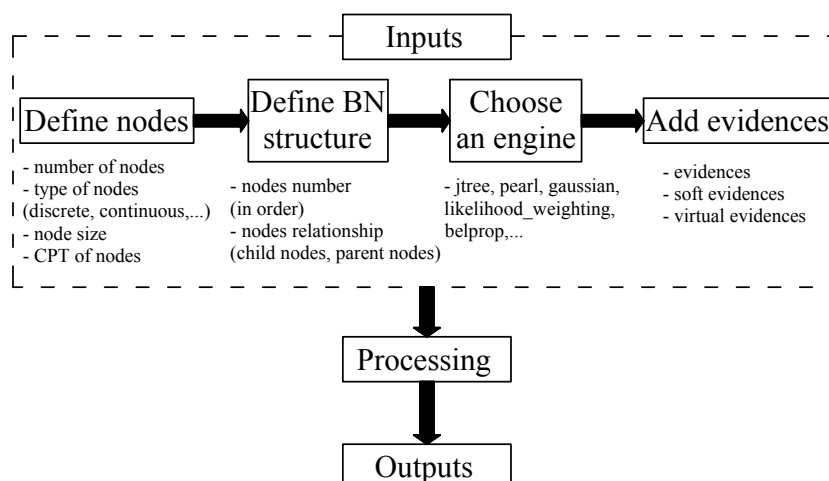 Inputs
Define nodes
- number of nodes
- type of nodes
(discrete, continuous,...)
- node size
- CPT of nodes
Define BN
structure
- nodes number
(in order)
- nodes relationship
(child nodes, parent nodes)
Choose
an engine
- jtree, pearl, gaussian,
likelihood_weighting,
belprop,...
Add evidences
- evidences
- soft evidences
- virtual evidences
Processing
Outputs